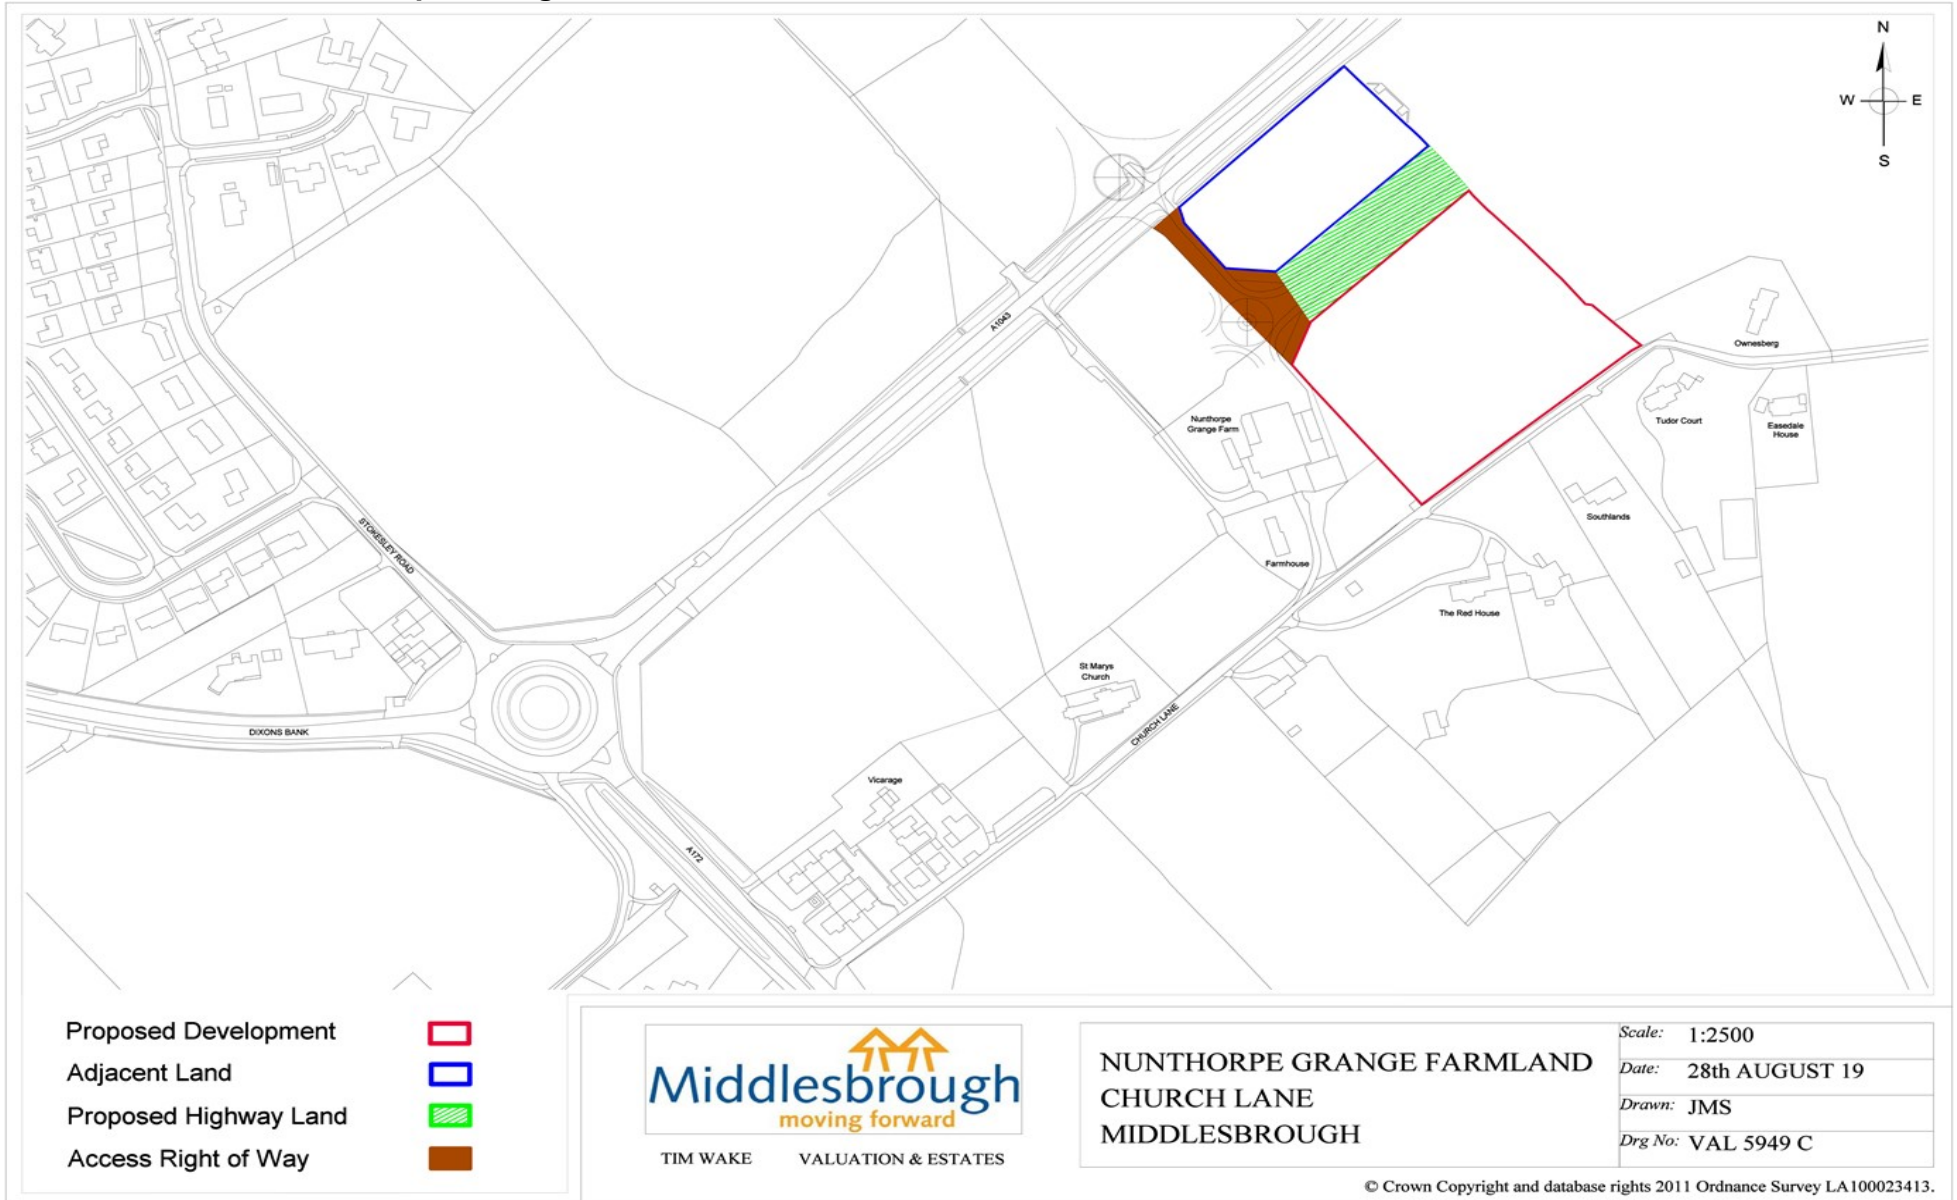 N
W
E
S
A1043
Ownesberg
Nunthorpe
Grange Farm
Tudor Court
Easedale
House
Southlands
STOKESLEY ROAD
Farmhouse
The Red House
St Marys
Church
CHURCH LANE
DIXONS BANK
Vicarage
A172
Proposed Development
Adjacent Land
Proposed Highway Land
Access Right of Way
Middlesbrough
moving forward
TIM WAKE VALUATION & ESTATES
NUNTHORPE GRANGE FARMLAND
CHURCH LANE
MIDDLESBROUGH
Scale: 1:2500
Date: 28th AUGUST 19
Drawn: JMS
Drg No: VAL 5949 C
© Crown Copyright and database rights 2011 Ordnance Survey LA100023413.